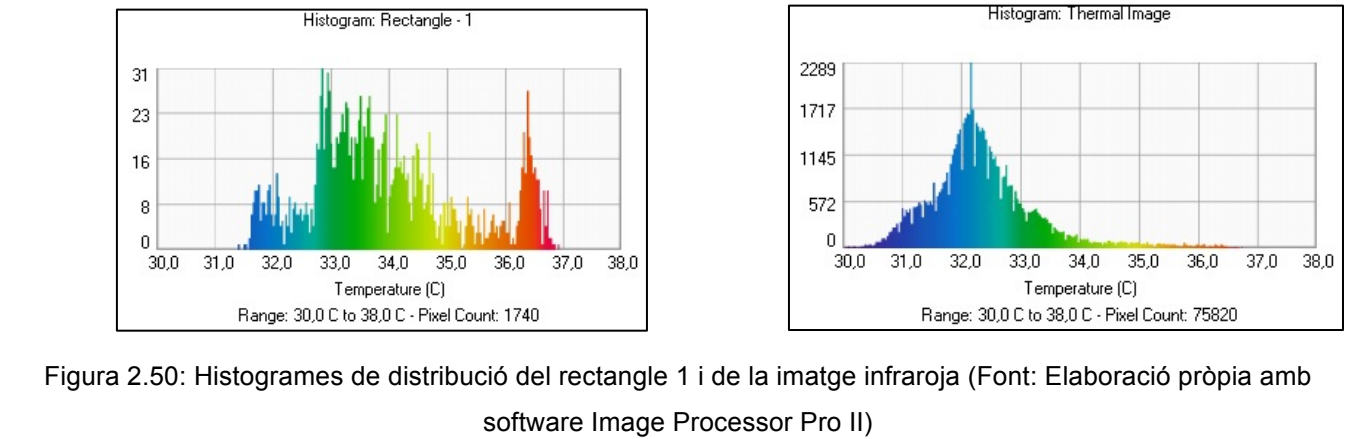 Histogram: Rectangle - 1
31
23
16
8
0
30,0 31,0 32,0 33,0 34,0 35,0 36,0 37,0 38,0
Temperature (C)
Range: 30,0 C to 38,0 C - Pixel Count: 1740
Histogram: Thermal Image
2289
1717
1145
572
0
30,0 31,0 32,0 33,0 34,0 35,0 36,0 37,0 38,0
Temperature (C)
Range: 30,0 C to 38,0 C - Pixel Count: 75820
Figura 2.50: Histogrames de distribució del rectangle 1 i de la imatge infraroja (Font: Elaboració pròpia amb
software Image Processor Pro II)